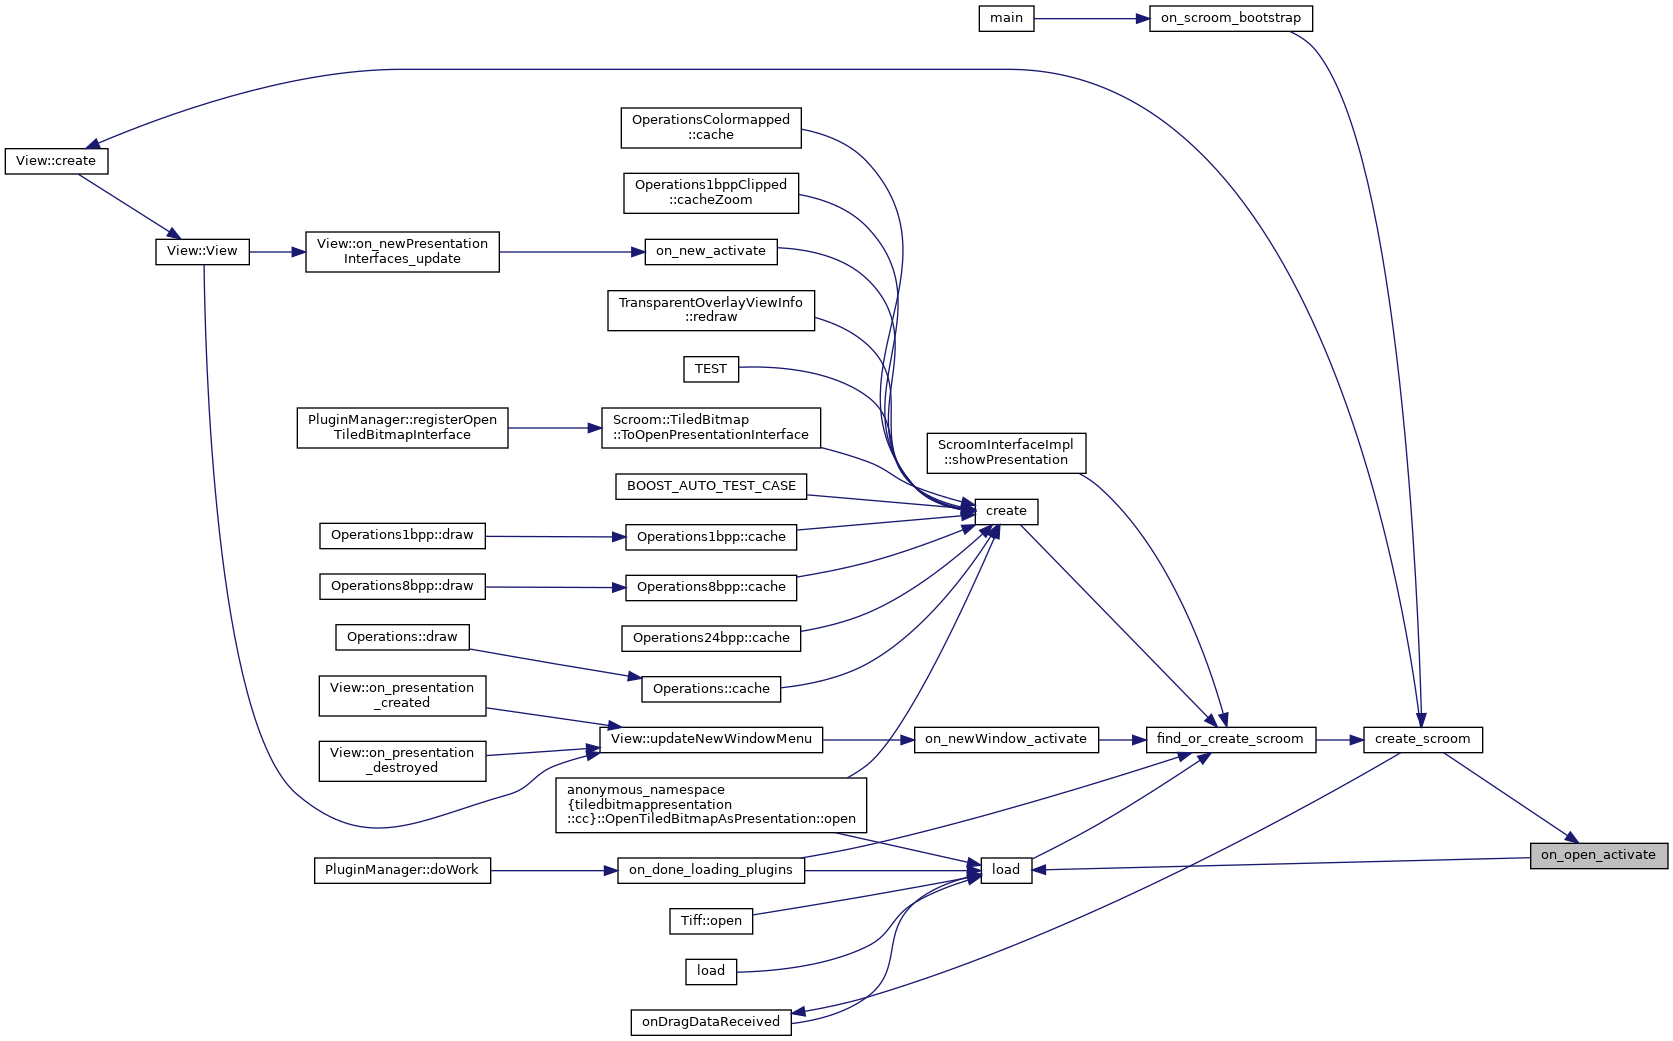 main
on_scroom_bootstrap
OperationsColormapped
::cache
View::create
Operations1bppClipped
::cacheZoom
View::View
View::on_newPresentation
Interfaces_update
on_new_activate
TransparentOverlayViewInfo
::redraw
TEST
PluginManager::registerOpen
TiledBitmapInterface
Scroom::TiledBitmap
::ToOpenPresentationInterface
ScroomInterfaceImpl
::showPresentation
BOOST_AUTO_TEST_CASE
create
Operations1bpp::draw
Operations1bpp::cache
Operations8bpp::draw
Operations8bpp::cache
Operations::draw
Operations24bpp::cache
Operations::cache
View::on_presentation
_created
View::updateNewWindowMenu
on_newWindow_activate
find_or_create_scroom
create_scroom
View::on_presentation
_destroyed
anonymous_namespace
{tiledbitmappresentation
::cc}::OpenTiledBitmapAsPresentation::open
on_open_activate
PluginManager::doWork
on_done_loading_plugins
load
Tiff::open
load
onDragDataReceived